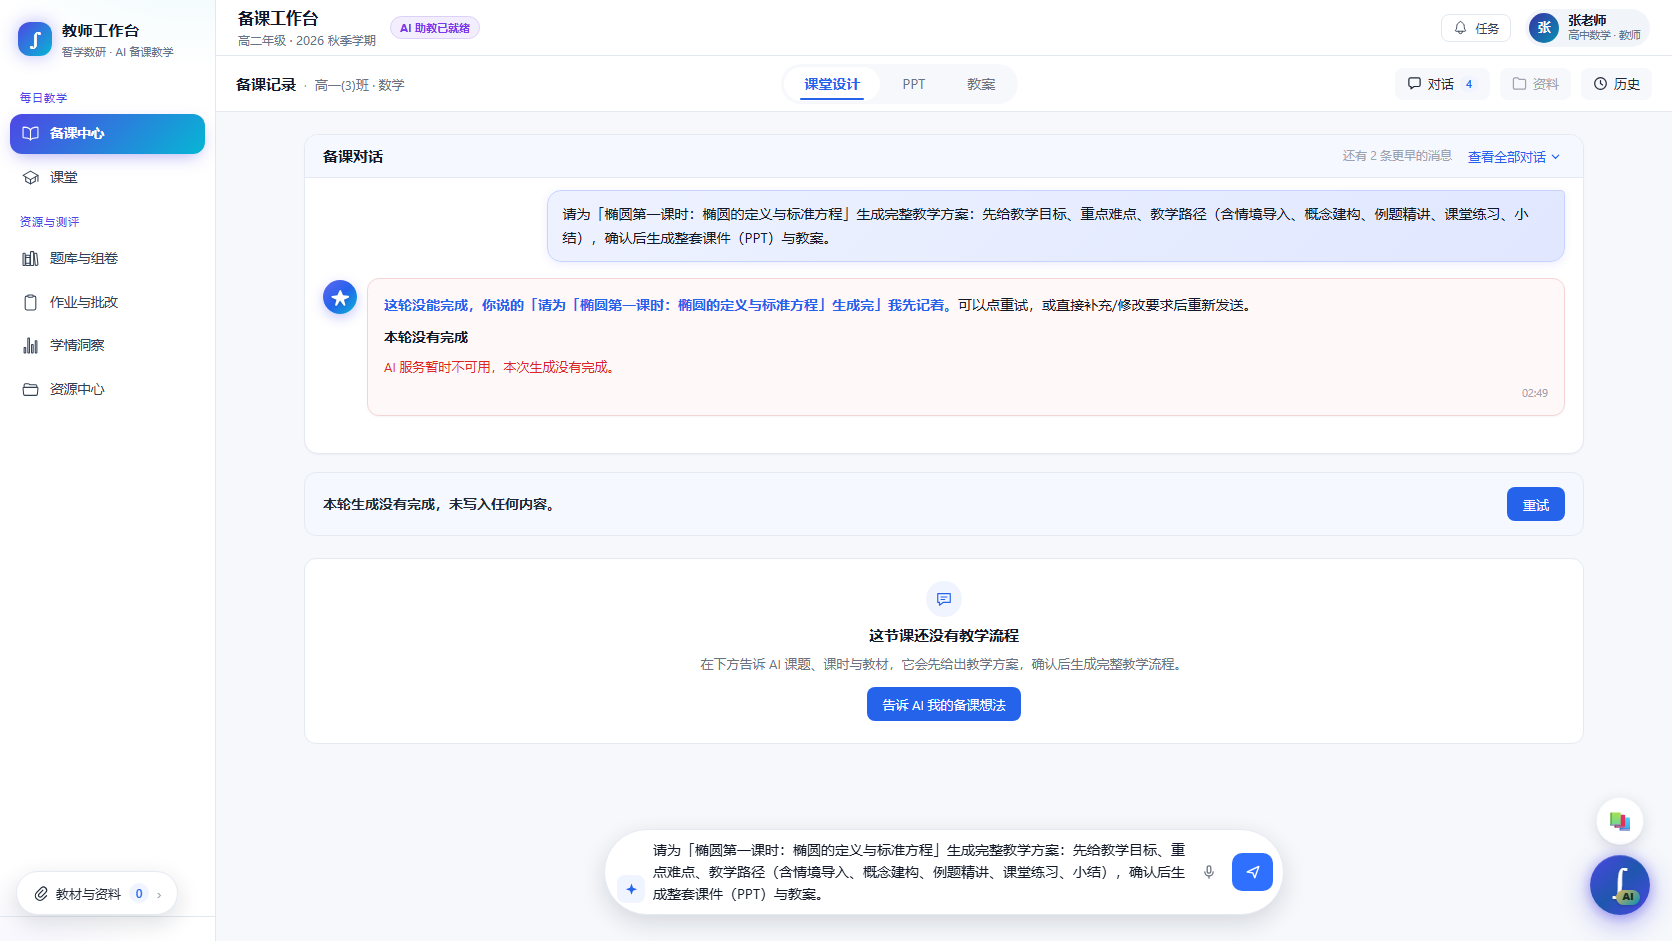 教师工作台
智学数研 · AI 备课教学
每日教学
备课中心
课堂
资源与测评
题库与组卷
作业与批改
学情洞察
资源中心
教材与资料 0 ›
备课工作台
高二年级 · 2026 秋季学期
AI 助教已就绪
任务
张
张老师
高中数学 · 教师
备课记录 · 高一(3)班 · 数学
课堂设计
PPT
教案
对话 4
资料
历史
备课对话
还有 2 条更早的消息
查看全部对话
请为「椭圆第一课时：椭圆的定义与标准方程」生成完整教学方案：先给教学目标、重点难点、教学路径（含情境导入、概念建构、例题精讲、课堂练习、小
结），确认后生成整套课件（PPT）与教案。
这轮没能完成，你说的「请为「椭圆第一课时：椭圆的定义与标准方程」生成完」我先记着。可以点重试，或直接补充/修改要求后重新发送。
本轮没有完成
AI 服务暂时不可用，本次生成没有完成。
02:49
本轮生成没有完成，未写入任何内容。
重试
这节课还没有教学流程
在下方告诉 AI 课题、课时与教材，它会先给出教学方案，确认后生成完整教学流程。
告诉 AI 我的备课想法
请为「椭圆第一课时：椭圆的定义与标准方程」生成完整教学方案：先给教学目标、重
点难点、教学路径（含情境导入、概念建构、例题精讲、课堂练习、小结），确认后生
成整套课件（PPT）与教案。
AI